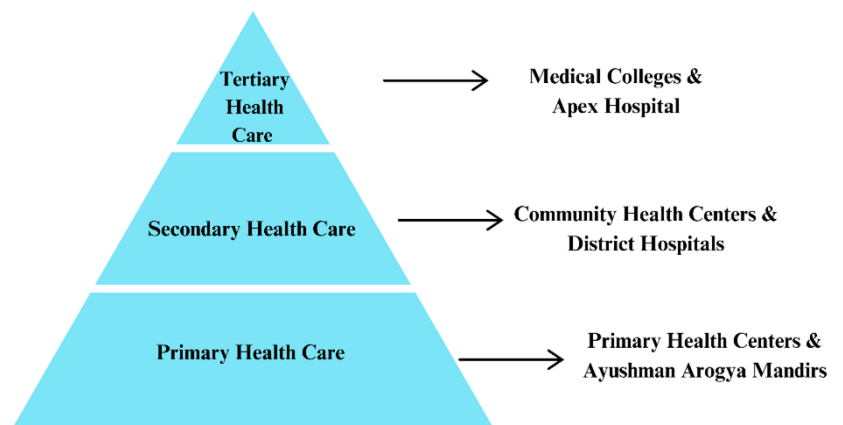 Tertiary
Health
Care
Medical Colleges &
Apex Hospital
Secondary Health Care
Community Health Centers &
District Hospitals
Primary Health Care
Primary Health Centers &
Ayushman Arogya Mandirs